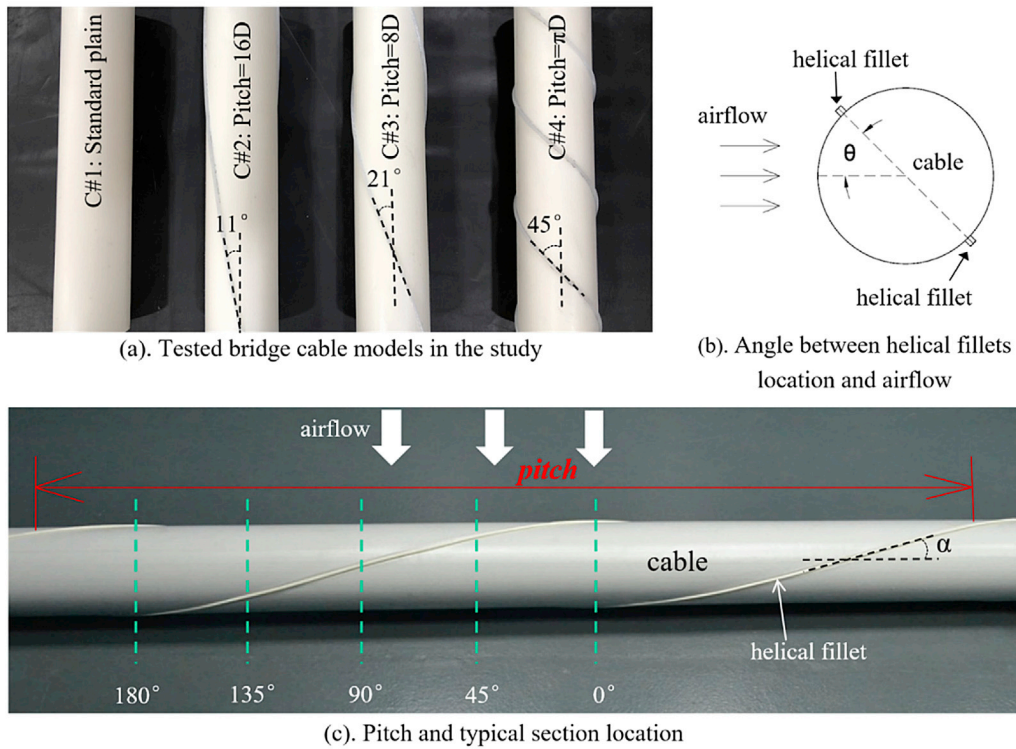 C#1: Standard plain
C#2: Pitch=16D
C#3: Pitch=8D
C#4: Pitch=πD
11°
21°
45°
(a). Tested bridge cable models in the study
helical fillet
airflow
θ
cable
helical fillet
(b). Angle between helical fillets
location and airflow
airflow
pitch
α
cable
helical fillet
180°
135°
90°
45°
0°
(c). Pitch and typical section location